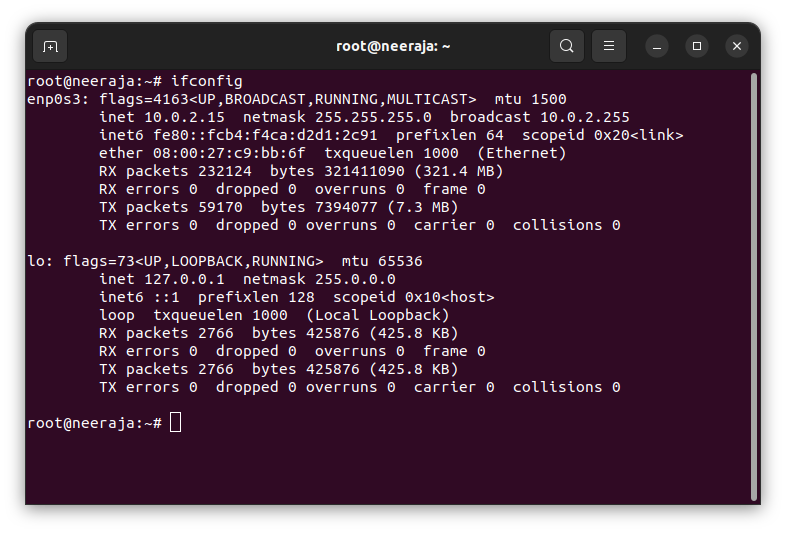 root@neeraja: ~
root@neeraja:~# ifconfig
enp0s3: flags=4163<UP,BROADCAST,RUNNING,MULTICAST>  mtu 1500
        inet 10.0.2.15  netmask 255.255.255.0  broadcast 10.0.2.255
        inet6 fe80::fcb4:f4ca:d2d1:2c91  prefixlen 64  scopeid 0x20<link>
        ether 08:00:27:c9:bb:6f  txqueuelen 1000  (Ethernet)
        RX packets 232124  bytes 321411090 (321.4 MB)
        RX errors 0  dropped 0  overruns 0  frame 0
        TX packets 59170  bytes 7394077 (7.3 MB)
        TX errors 0  dropped 0 overruns 0  carrier 0  collisions 0
lo: flags=73<UP,LOOPBACK,RUNNING>  mtu 65536
        inet 127.0.0.1  netmask 255.0.0.0
        inet6 ::1  prefixlen 128  scopeid 0x10<host>
        loop  txqueuelen 1000  (Local Loopback)
        RX packets 2766  bytes 425876 (425.8 KB)
        RX errors 0  dropped 0  overruns 0  frame 0
        TX packets 2766  bytes 425876 (425.8 KB)
        TX errors 0  dropped 0 overruns 0  carrier 0  collisions 0
root@neeraja:~#